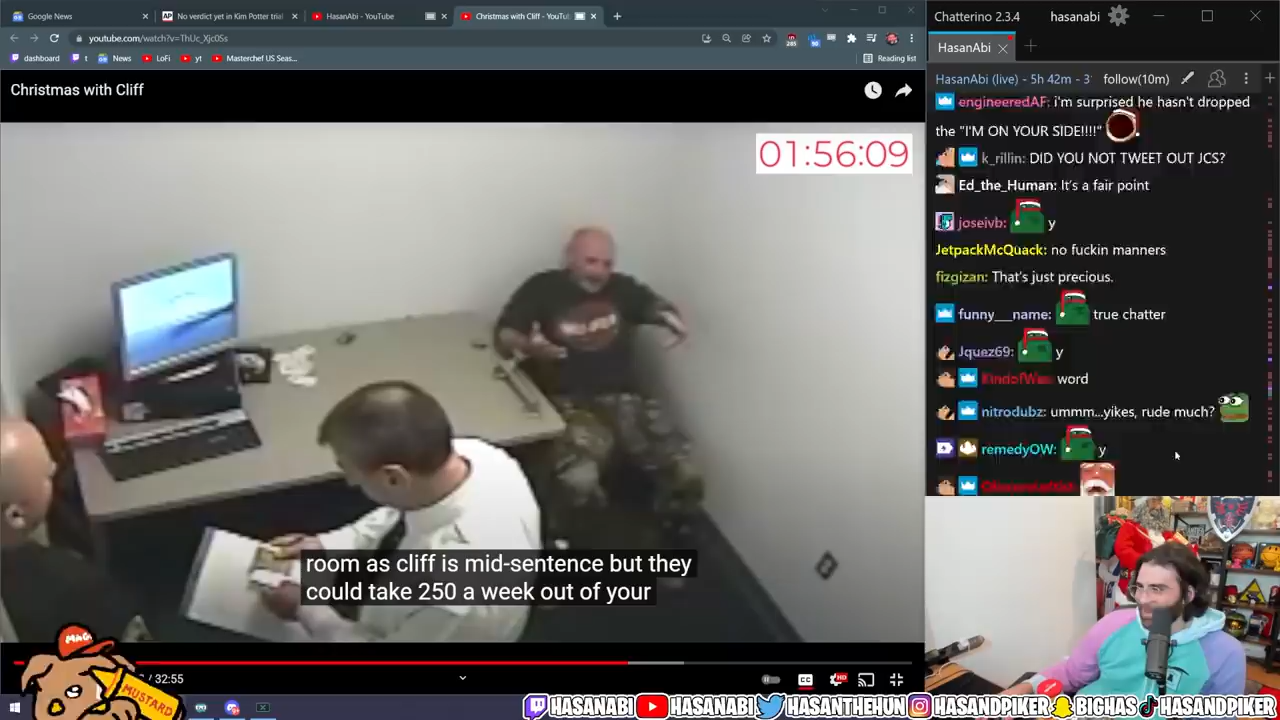 Google News
No verdict yet in Kim Potter trial
HasanAbi - YouTube
Christmas with Cliff - YouTu
youtube.com/watch?v=ThUc_Xjc0Ss
dashboard
t
News
LoFi
yt
Masterchef US Seas...
Reading list
Christmas with Cliff
01:56:09
room as cliff is mid-sentence but they
could take 250 a week out of your
/ 32:55
CC
HD
MUSTARD
Chatterino 2.3.4
hasanabi
HasanAbi
HasanAbi (live) - 5h 42m - 3
follow(10m)
engineeredAF: i'm surprised he hasn't dropped
the "I'M ON YOUR SIDE!!!!"
k_rillin: DID YOU NOT TWEET OUT JCS?
Ed_the_Human: It's a fair point
joseivb: y
JetpackMcQuack: no fuckin manners
fizgizan: That's just precious.
funny___name: true chatter
Jquez69: y
word
nitrodubz: ummm...yikes, rude much?
remedyOW: y
HASANABI
HASANABI
HASANTHEHUN
HASANDPIKER
BIGHAS
HASANDPIKER